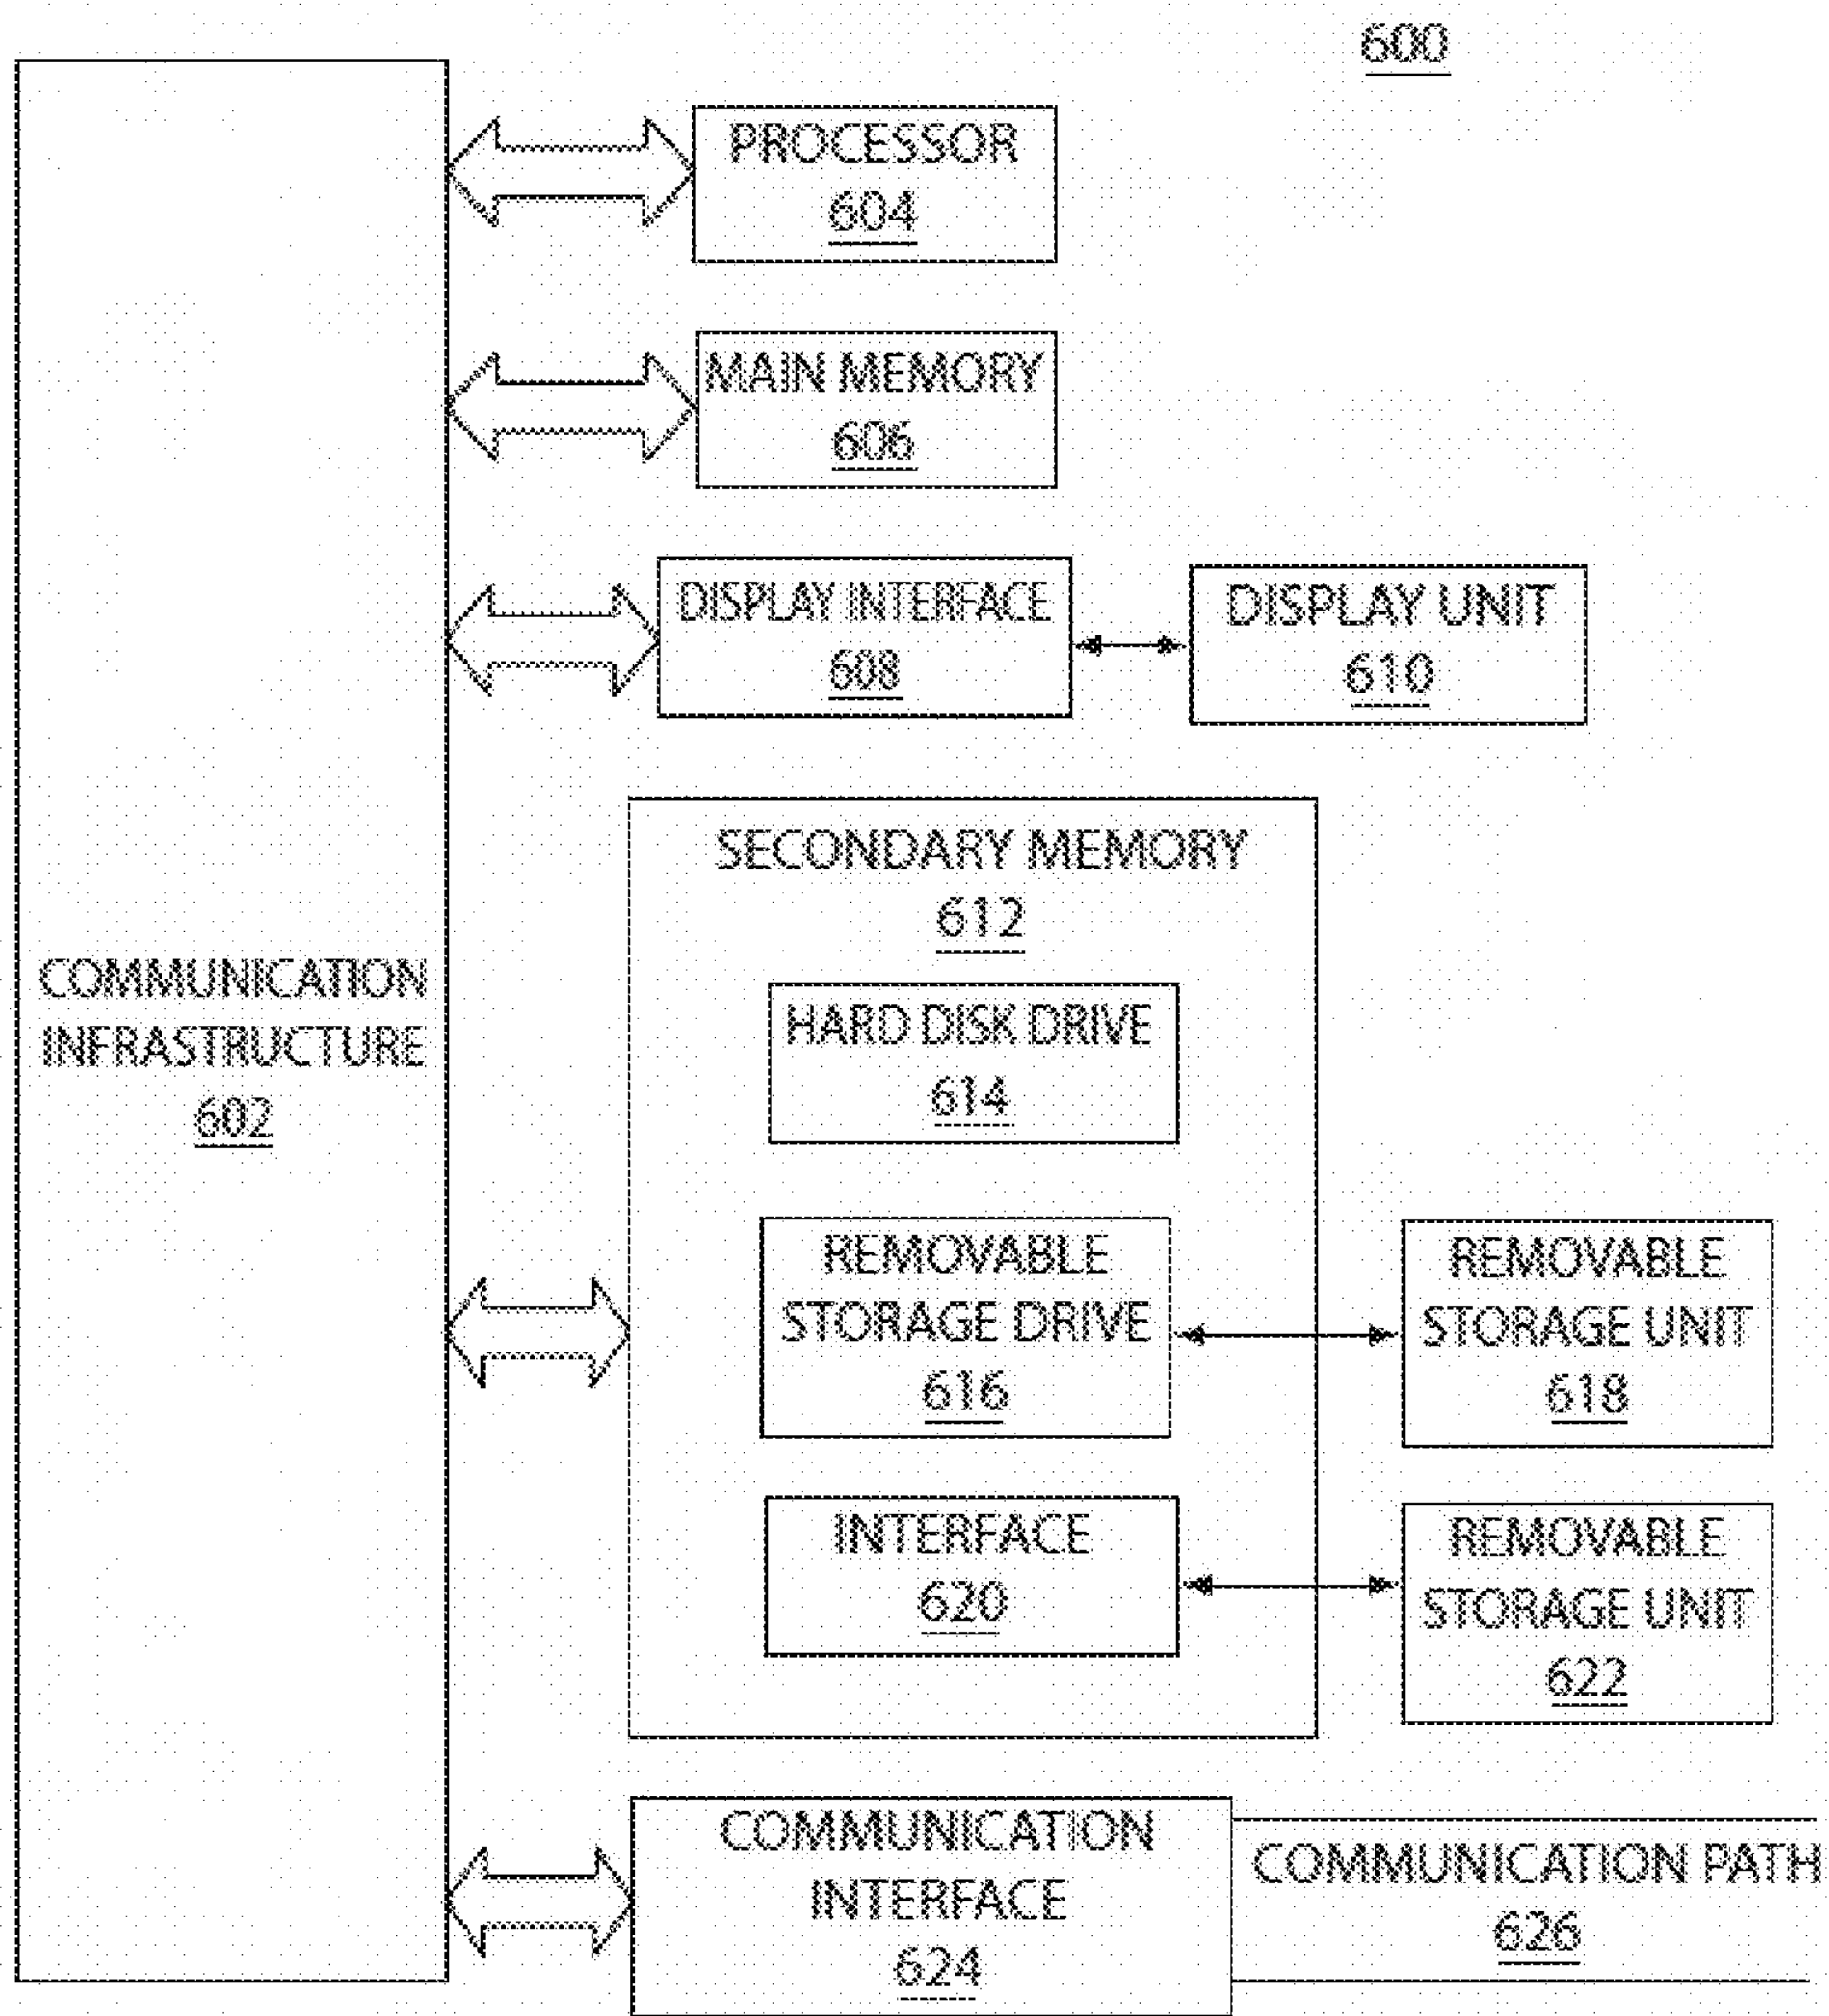 600
PROCESSOR
604
MAIN MEMORY
606
DISPLAY INTERFACE
608
DISPLAY UNIT
610
SECONDARY MEMORY
612
COMMUNICATION
INFRASTRUCTURE
602
HARD DISK DRIVE
614
REMOVABLE
STORAGE DRIVE
616
REMOVABLE
STORAGE UNIT
618
INTERFACE
620
REMOVABLE
STORAGE UNIT
622
COMMUNICATION
INTERFACE
624
COMMUNICATION PATH
626